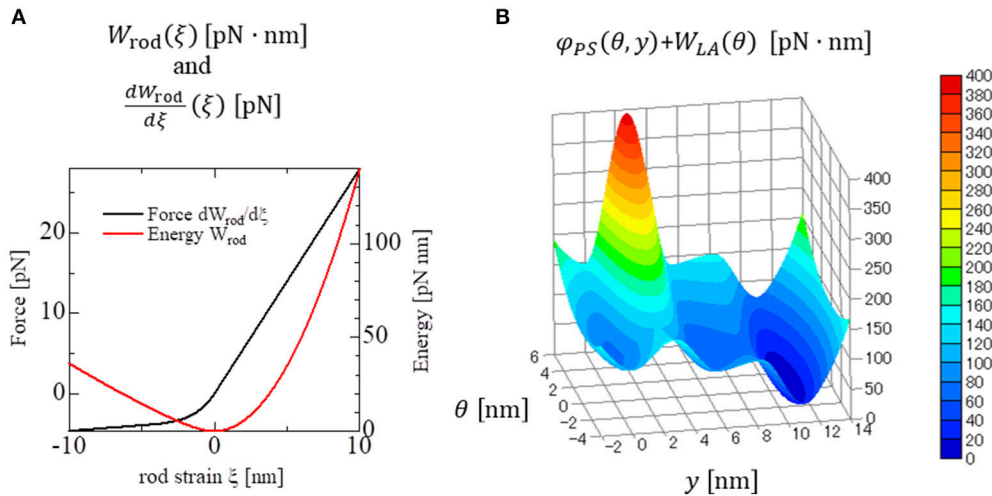 A
W_rod(ξ) [pN · nm]
and
dW_rod/dξ (ξ) [pN]
Force dW_rod/dξ
Energy W_rod
20
10
0
Force [pN]
100
50
0
Energy [pN nm]
-10 -5 0 5 10
rod strain ξ [nm]
B
φ_PS(θ, y)+W_LA(θ) [pN · nm]
400
380
360
340
320
300
280
260
240
220
200
180
160
140
120
100
80
60
40
20
0
400
350
300
250
200
150
100
50
0
6
4
2
0
-2
-4
θ [nm]
-2 0 2 4 6 8 10 12 14
y [nm]